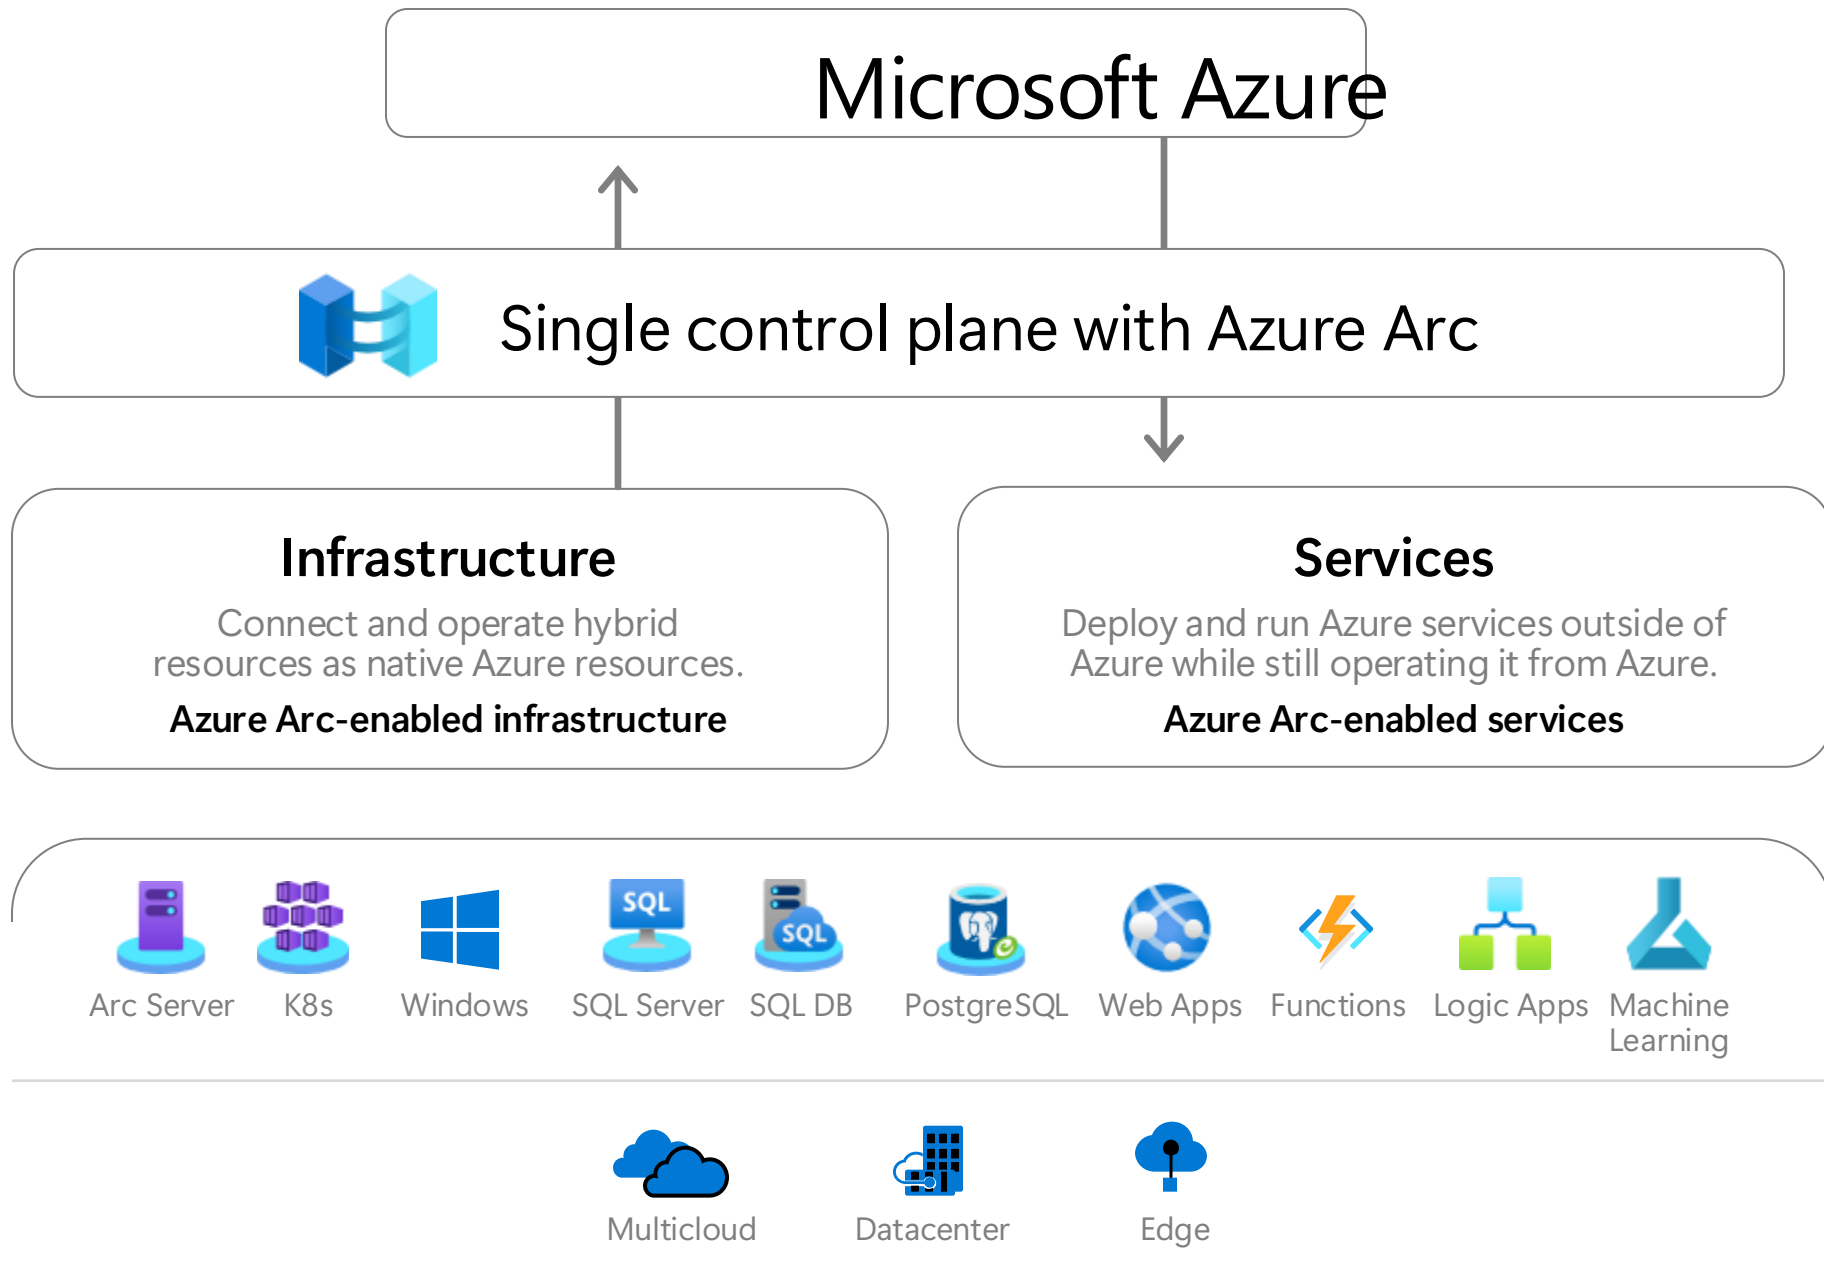 Microsoft Azure
Single control plane with Azure Arc
Infrastructure
Connect and operate hybrid
resources as native Azure resources.
Azure Arc-enabled infrastructure
Services
Deploy and run Azure services outside of
Azure while still operating it from Azure.
Azure Arc-enabled services
SQL
SQL
Arc Server
K8s
Windows
SQL Server
SQL DB
PostgreSQL
Web Apps
Functions
Logic Apps
Machine
Learning
Multicloud
Datacenter
Edge